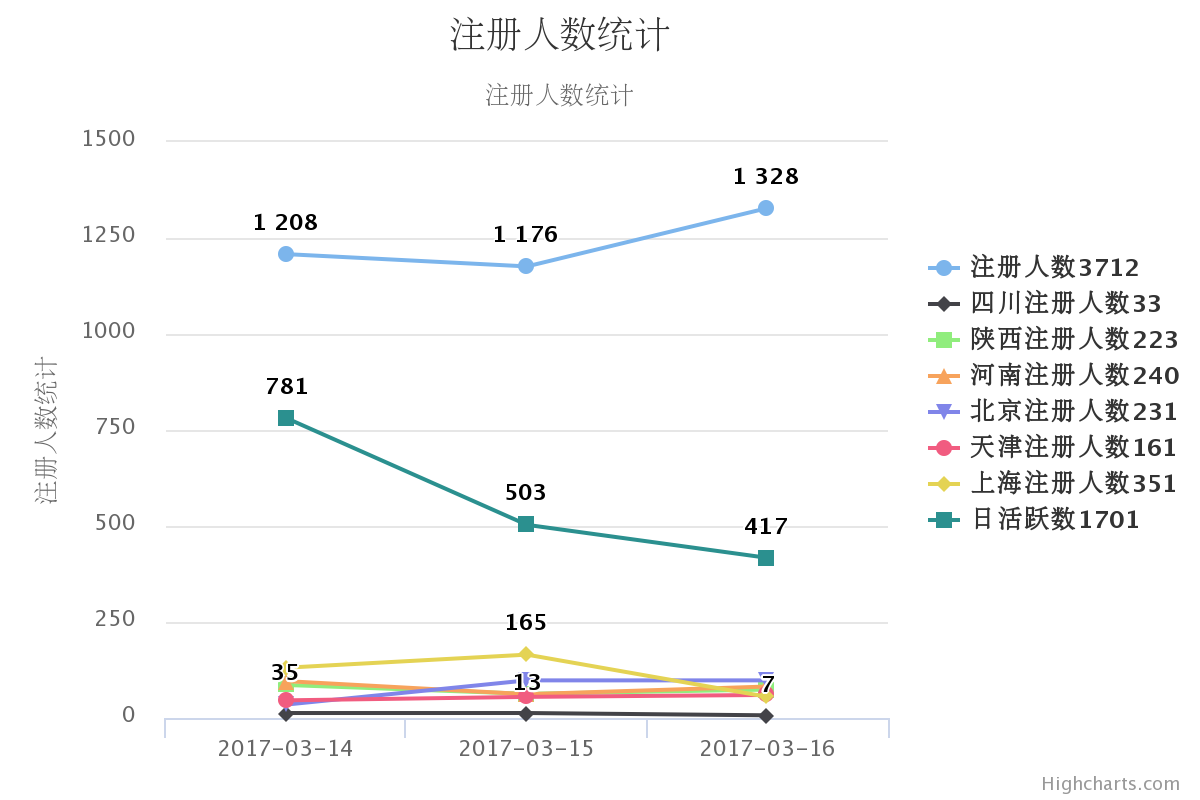 注册人数统计
注册人数统计
注册人数统计
1500
1250
1000
750
500
250
0
1 208
1 176
1 328
781
503
417
165
35
13
7
2017-03-14
2017-03-15
2017-03-16
注册人数3712
四川注册人数33
陕西注册人数223
河南注册人数240
北京注册人数231
天津注册人数161
上海注册人数351
日活跃数1701
Highcharts.com